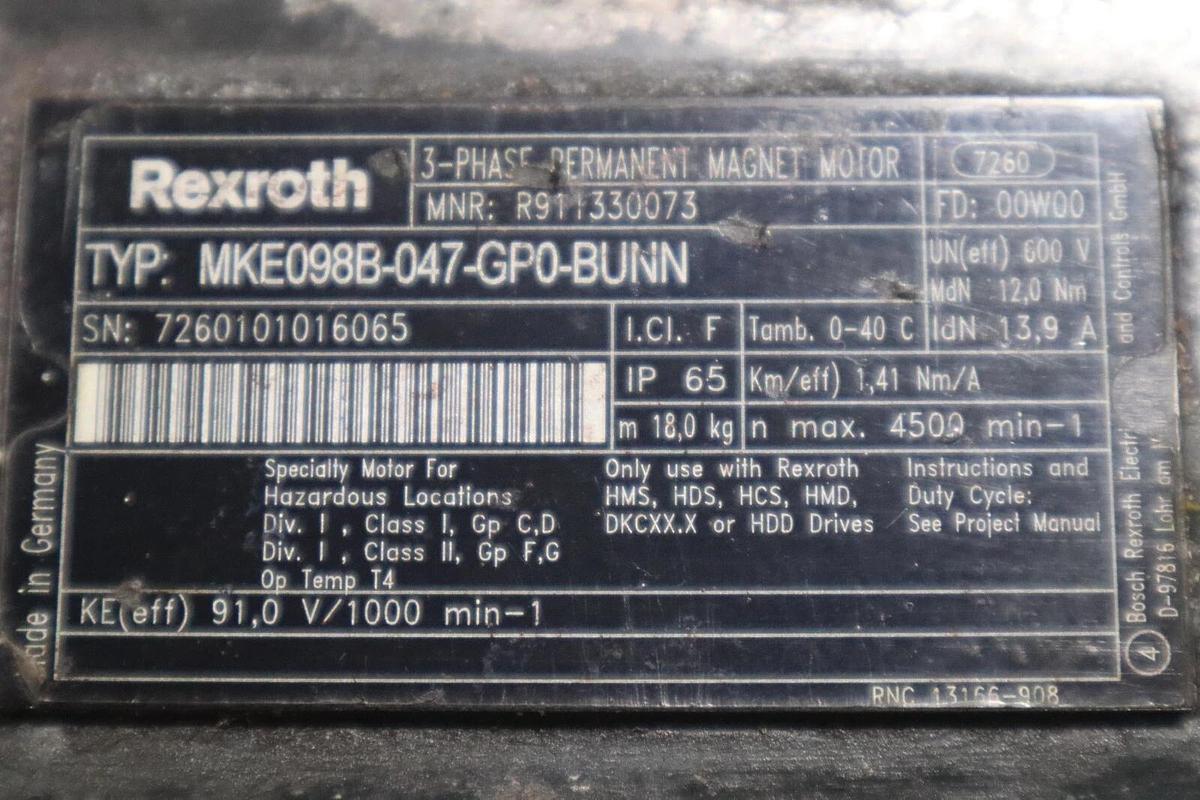 Rexroth
3-PHASE PERMANENT MAGNET MOTOR
7260
MNR: R911330073
FD: 00W00
TYP: MKE098B-047-GP0-BUNN
UN(eff) 600 V
MdN 12,0 Nm
SN: 7260101016065
I.Cl. F
Tamb. 0-40 C
IdN 13,9 A
IP 65
Km/eff) 1,41 Nm/A
m 18,0 kg
n max. 4500 min-1
Specialty Motor For
Hazardous Locations
Div. I , Class I, Gp C,D
Div. I , Class II, Gp F,G
Op Temp T4
Only use with Rexroth
HMS, HDS, HCS, HMD,
DKCXX.X or HDD Drives
Instructions and
Duty Cycle:
See Project Manual
KE(eff) 91,0 V/1000 min-1
RNC 13166-908
Made in Germany
Bosch Rexroth Electri and Controls GmbH
D-97816 Lohr am
4